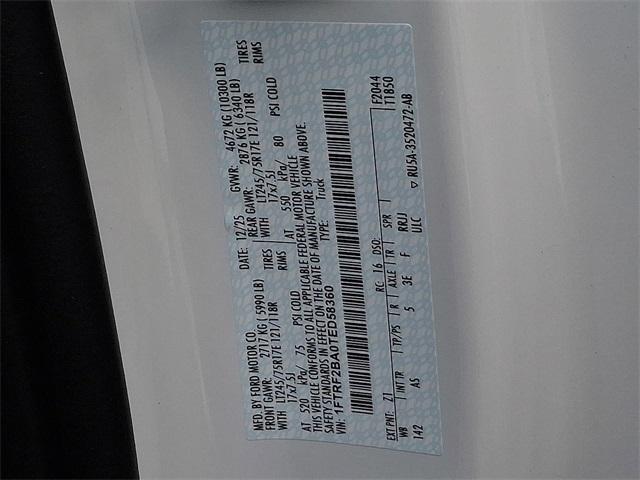 MFD. BY FORD MOTOR CO. DATE: 12/25 GVWR: 4672 KG (10300 LB)
FRONT GAWR: 2717 KG ( 5990 LB) REAR GAWR: 2876 KG ( 6340 LB)
WITH LT245/75R17E 121/118R TIRES WITH LT245/75R17E 121/118R TIRES
17x7.5J RIMS 17x7.5J RIMS
AT 520 kPa/ 75 PSI COLD AT 550 kPa/ 80 PSI COLD
THIS VEHICLE CONFORMS TO ALL APPLICABLE FEDERAL MOTOR VEHICLE
SAFETY STANDARDS IN EFFECT ON THE DATE OF MANUFACTURE SHOWN ABOVE.
VIN: 1FTRF2BA0TED58360 TYPE: Truck
F2044
T1850
EXT PNT: Z1 RC: 16 DSO:
WB INTTR TP/PS R AXLE TR SPR
142 AS 5 3E F RRJJ
ULC
▽ RU5A-3520472-AB